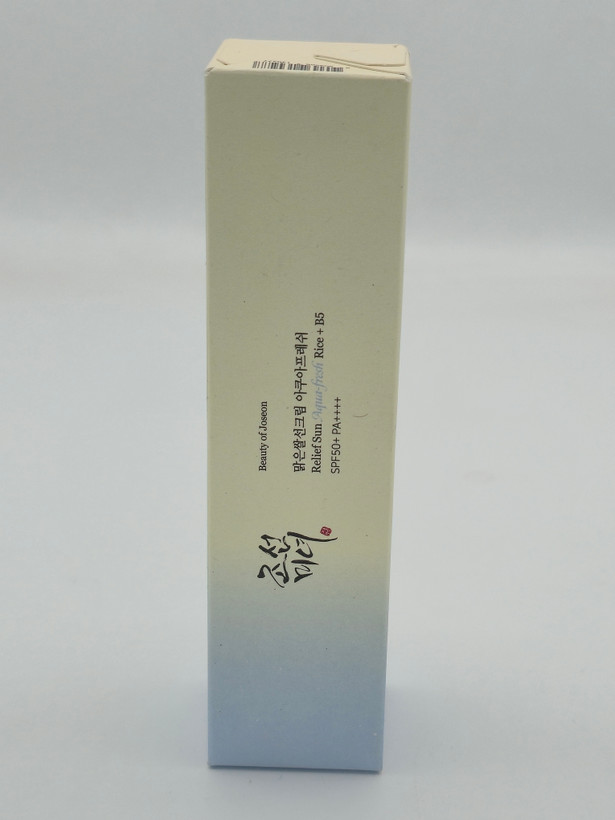 조선
미녀
Beauty of Joseon
맑은쌀선크림 아쿠아프레쉬
Relief Sun Aqua-fresh Rice + B5
SPF50+ PA++++